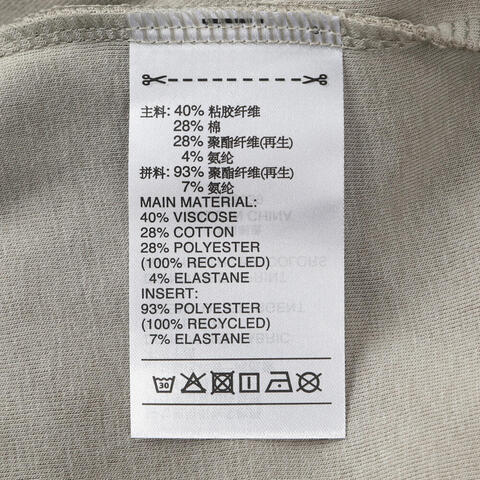 主料: 40% 粘胶纤维
28% 棉
28% 聚酯纤维(再生)
4% 氨纶
拼料: 93% 聚酯纤维(再生)
7% 氨纶
MAIN MATERIAL:
40% VISCOSE
28% COTTON
28% POLYESTER
(100% RECYCLED)
4% ELASTANE
INSERT:
93% POLYESTER
(100% RECYCLED)
7% ELASTANE
30